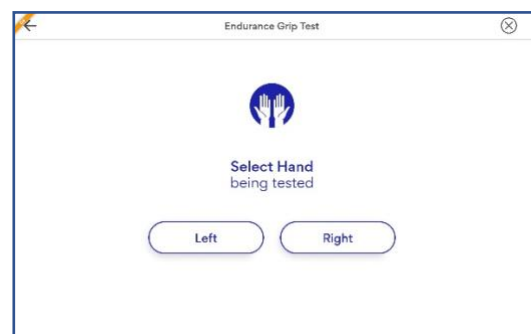 Endurance Grip Test
Select Hand
being tested
Left
Right